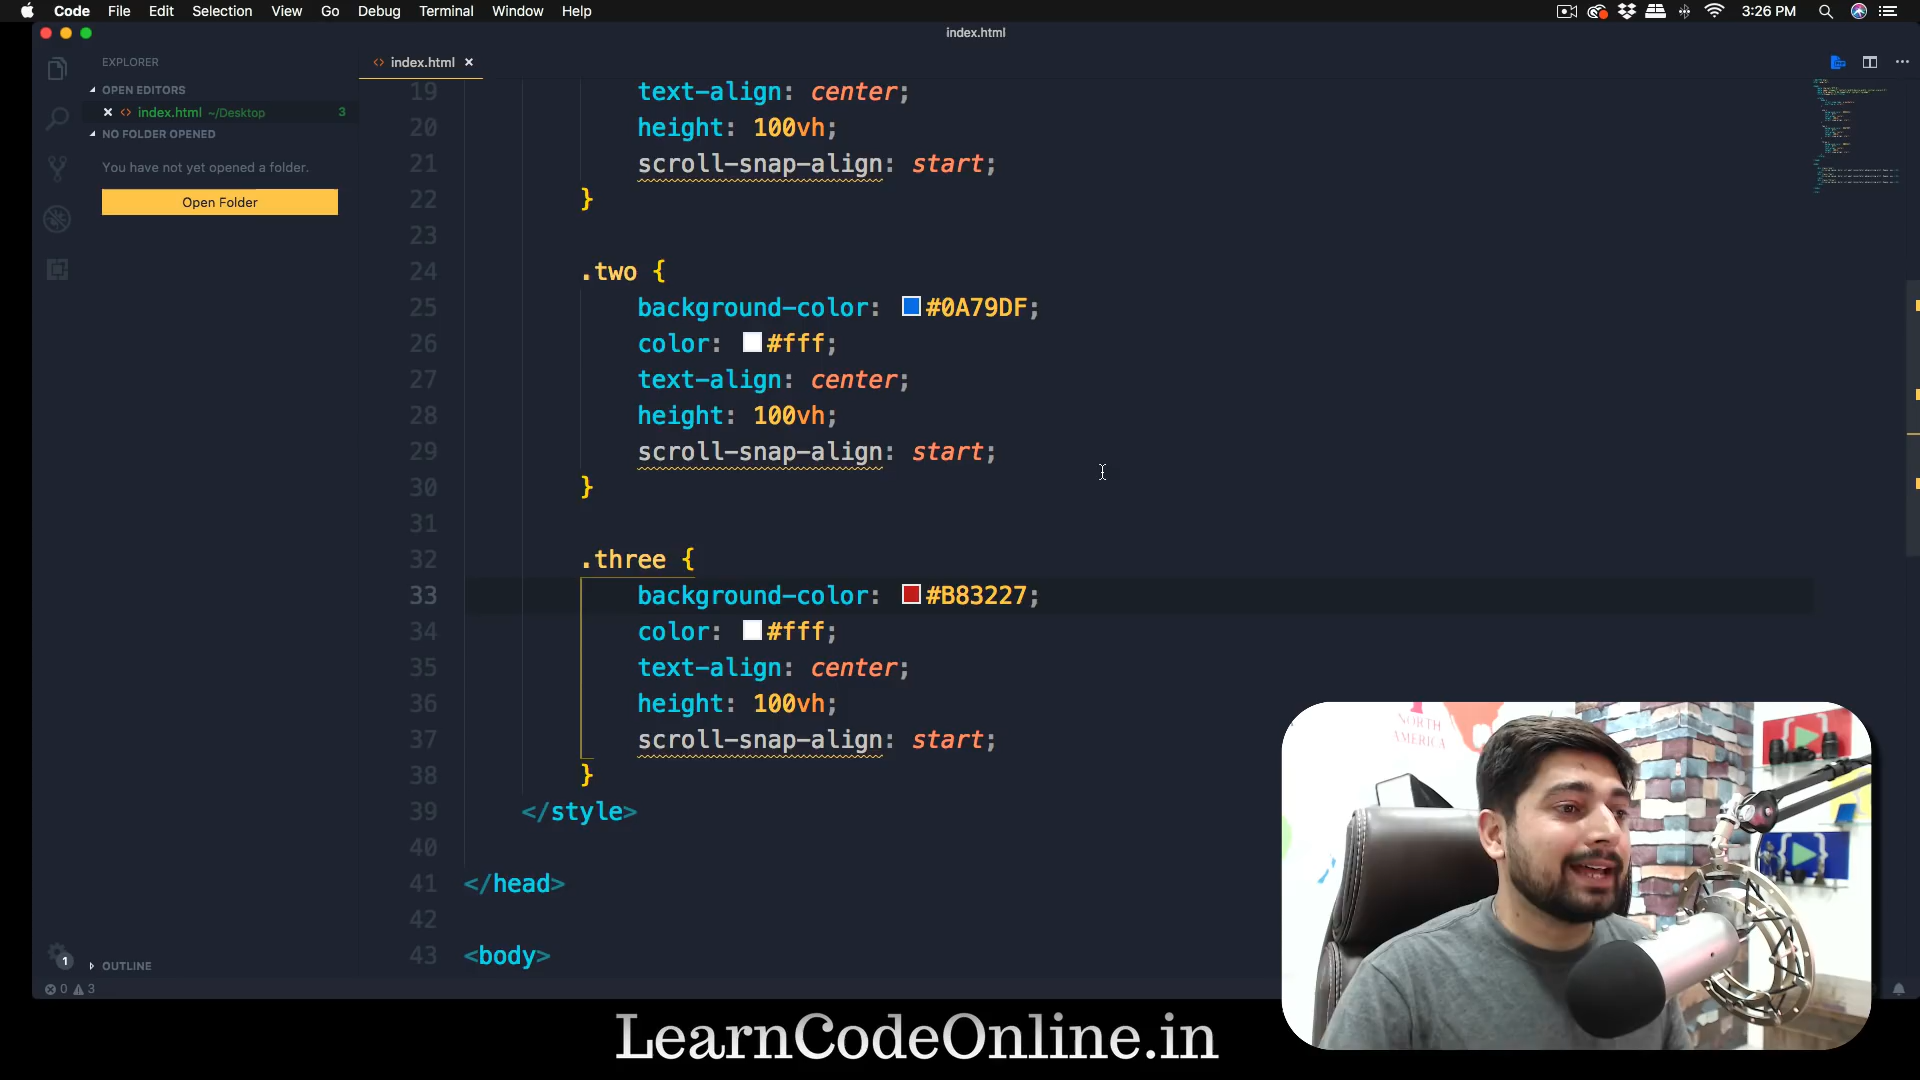 Code File Edit Selection View Go Debug Terminal Window Help 3:26 PM
index.html
EXPLORER
OPEN EDITORS
index.html ~/Desktop 3
NO FOLDER OPENED
You have not yet opened a folder.
Open Folder
OUTLINE
1
0 3
index.html
19 text-align: center;
20 height: 100vh;
21 scroll-snap-align: start;
22 }
23
24 .two {
25 background-color: #0A79DF;
26 color: #fff;
27 text-align: center;
28 height: 100vh;
29 scroll-snap-align: start;
30 }
31
32 .three {
33 background-color: #B83227;
34 color: #fff;
35 text-align: center;
36 height: 100vh;
37 scroll-snap-align: start;
38 }
39 </style>
40
41 </head>
42
43 <body>
NORTH
AMERICA
LearnCodeOnline.in